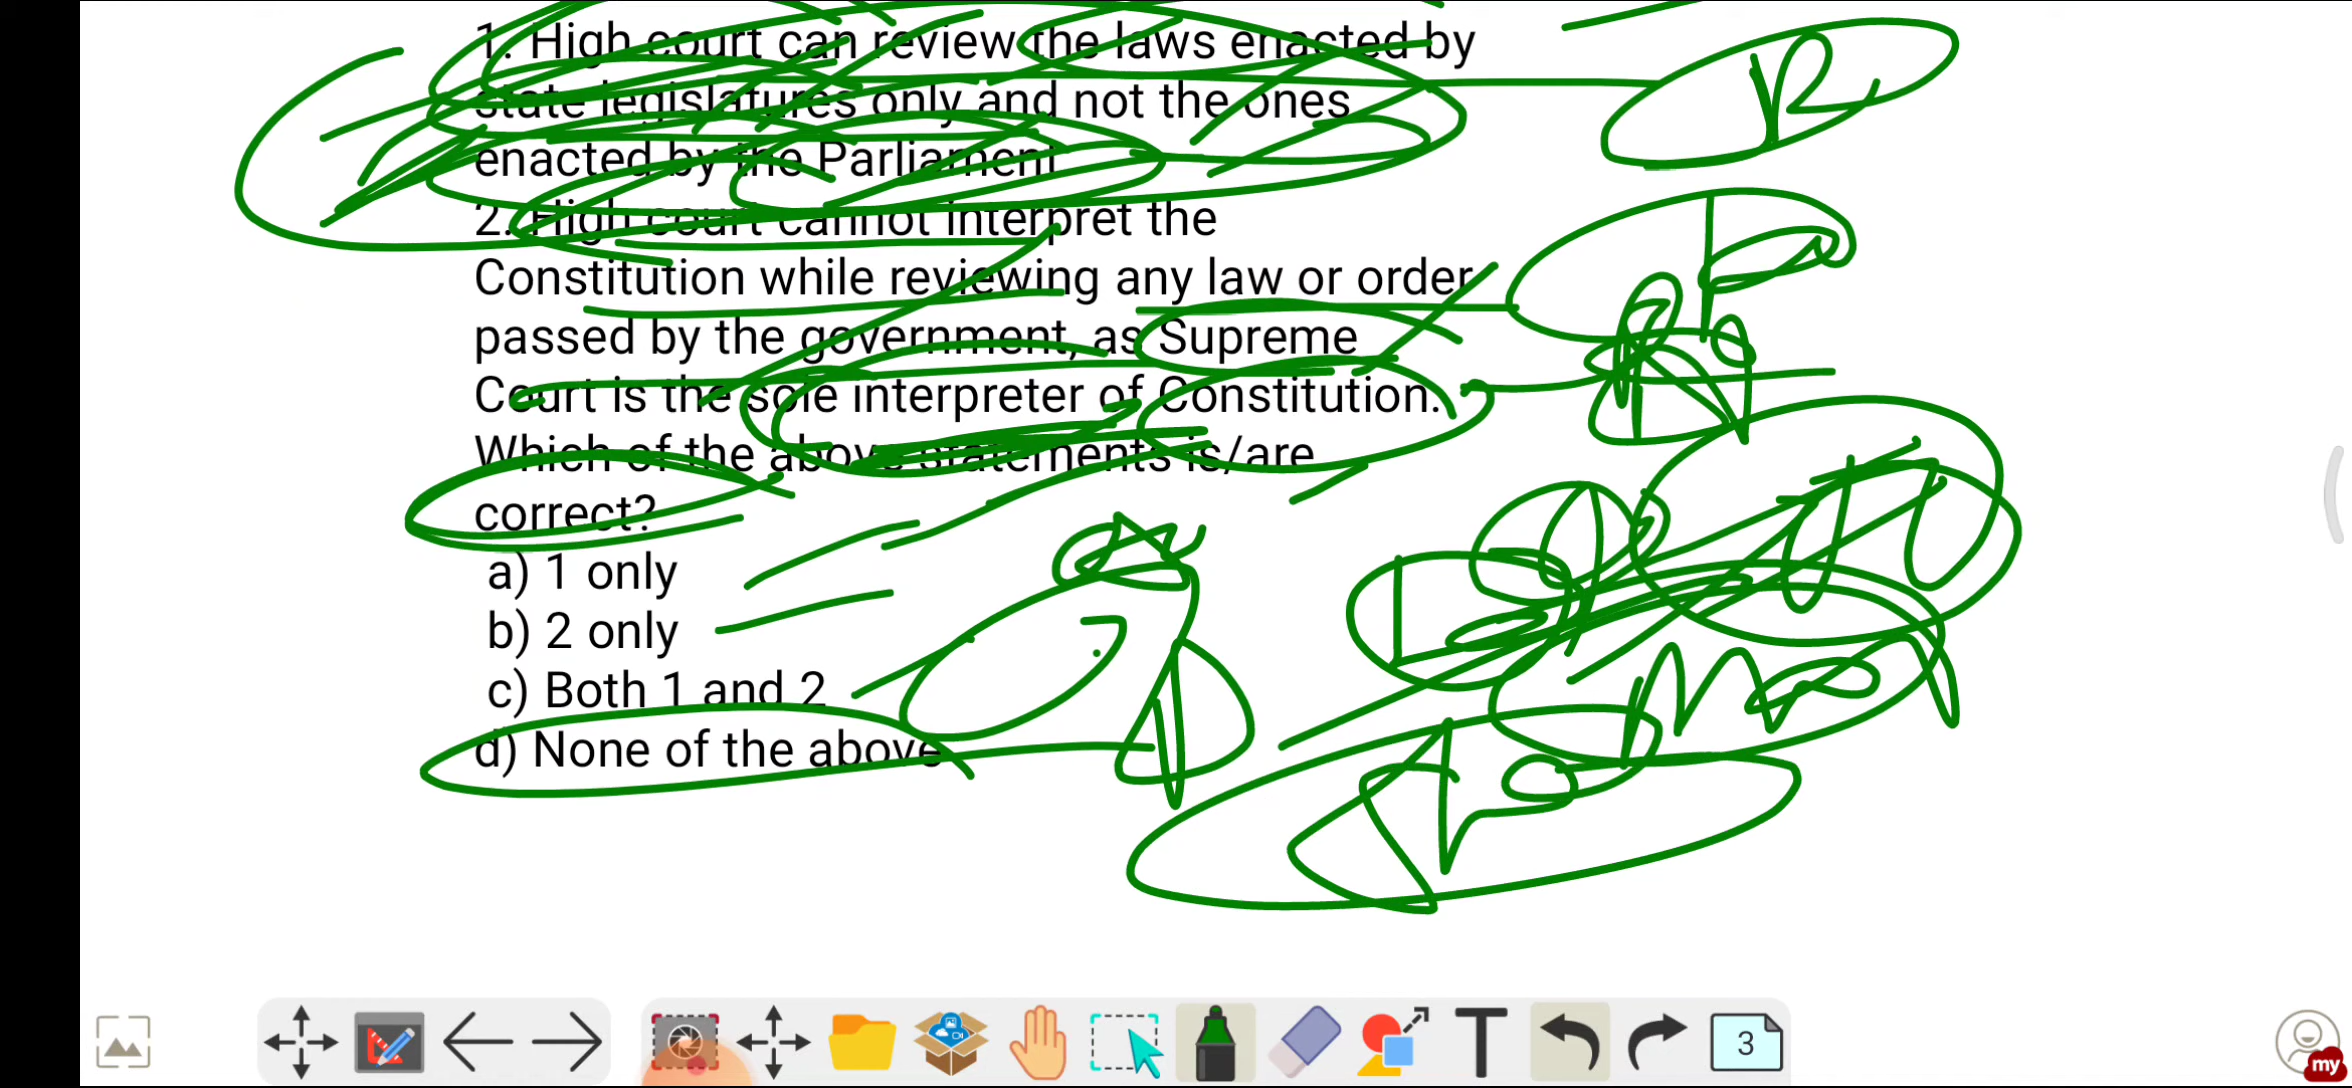 1. High court can review the laws enacted by
state legislatures only and not the ones
enacted by the Parliament
2. High court cannot interpret the
Constitution while reviewing any law or order
passed by the government, as Supreme
Court is the sole interpreter of Constitution.
Which of the above statements is/are
correct?
a) 1 only
b) 2 only
c) Both 1 and 2
d) None of the above
T
3
my